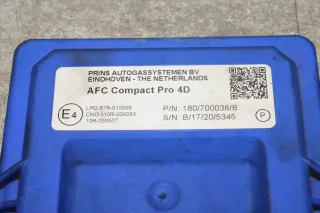 PRINS AUTOGASSYSTEMEN BV
EINDHOVEN - THE NETHERLANDS
AFC Compact Pro 4D
E4
LPG:67R-010098
CNG:110R-000083
10R-050907
P/N 180/700036/B
S/N B/17/20/5345
P